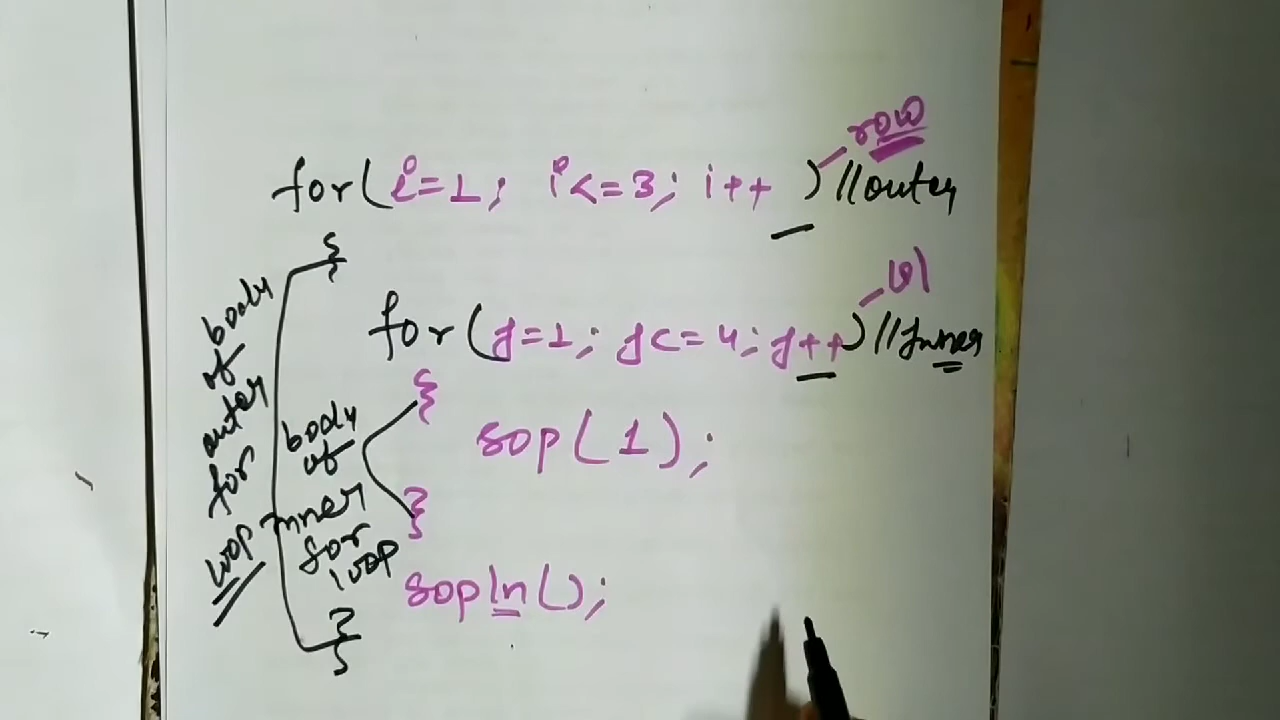 row
for( i=1; i<=3; i++ ) //outer
{
col
for( j=1; j<=4; j++) //Inner
{
sop(1);
}
sopln();
}
body
of
outer
for
loop
body
of
inner
for
loop